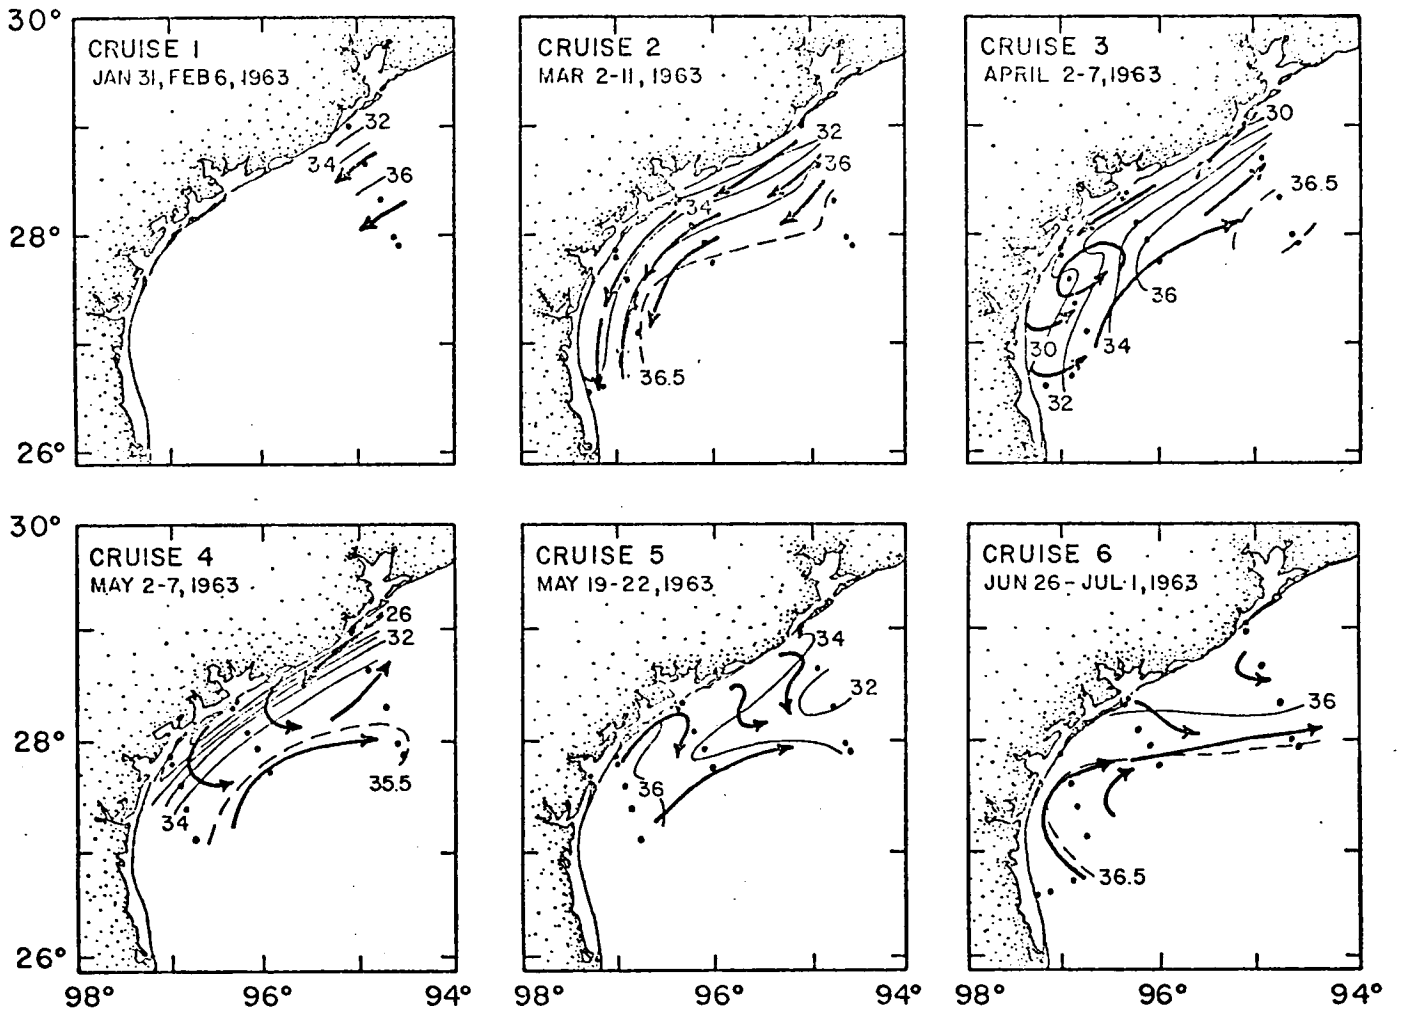 30°
CRUISE 1
JAN 31, FEB 6, 1963
32
34
36
28°
26°
CRUISE 2
MAR 2-11, 1963
32
36
34
36.5
CRUISE 3
APRIL 2-7, 1963
30
36.5
36
30
34
32
30°
CRUISE 4
MAY 2-7, 1963
26
32
28°
35.5
34
26°
98°
96°
94°
CRUISE 5
MAY 19-22, 1963
34
32
36
96°
CRUISE 6
JUN 26 - JUL 1, 1963
36
36.5
98°
96°
94°